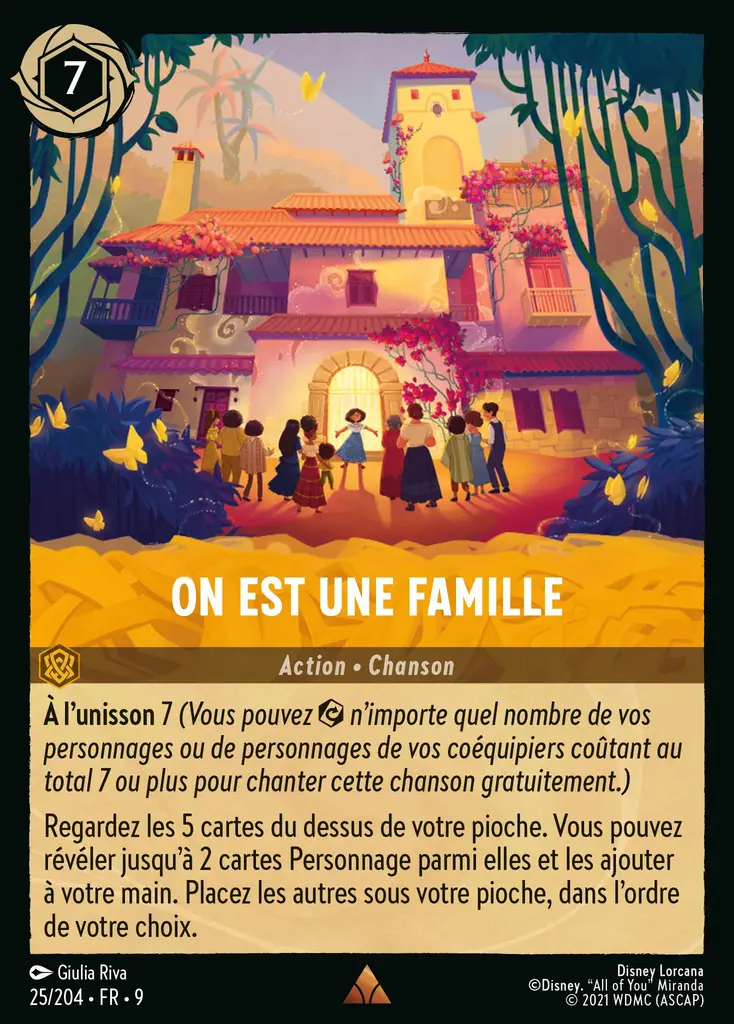 7
ON EST UNE FAMILLE
Action • Chanson
À l'unisson 7 (Vous pouvez n'importe quel nombre de vos
personnages ou de personnages de vos coéquipiers coûtant au
total 7 ou plus pour chanter cette chanson gratuitement.)
Regardez les 5 cartes du dessus de votre pioche. Vous pouvez
révéler jusqu'à 2 cartes Personnage parmi elles et les ajouter
à votre main. Placez les autres sous votre pioche, dans l'ordre
de votre choix.
Giulia Riva
25/204 • FR • 9
Disney Lorcana
©Disney. "All of You" Miranda
© 2021 WDMC (ASCAP)